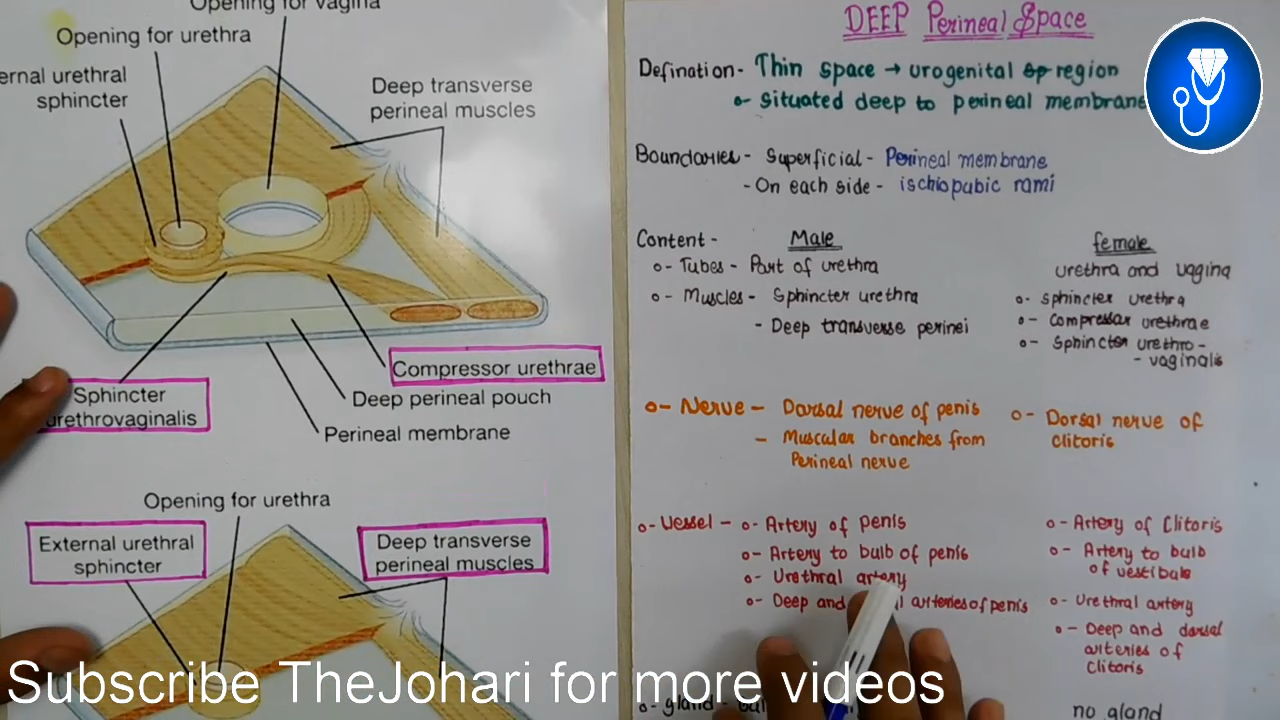 Opening for vagina
Opening for urethra
urethral
sphincter
Deep transverse
perineal muscles
Compressor urethrae
Sphincter
urethrovaginalis
Deep perineal pouch
Perineal membrane
Opening for urethra
External urethral
sphincter
Deep transverse
perineal muscles
DEEP Perineal Space
Defination- Thin space → urogenital region
o- situated deep to perineal membrane
Boundaries - Superficial - Perineal membrane
- On each side - ischiopubic rami
Content - Male female
o- Tubes - Part of urethra urethra and vagina
o- Muscles - Sphincter urethra o- sphincter urethra
- Deep transverse perinei o- compressor urethrae
o- Sphincter urethro-
- vaginalis
o- Nerve - Dorsal nerve of penis o- Dorsal nerve of
- Muscular branches from clitoris
Perineal nerve
o- Vessel - o- Artery of penis o- Artery of Clitoris
o- Artery to bulb of penis o- Artery to bulb
of vestibule
o- Urethral artery
o- Deep and arteries of penis o- Urethral artery
o- Deep and dorsal
arteries of
clitoris
o- gland - no gland
Subscribe TheJohari for more videos